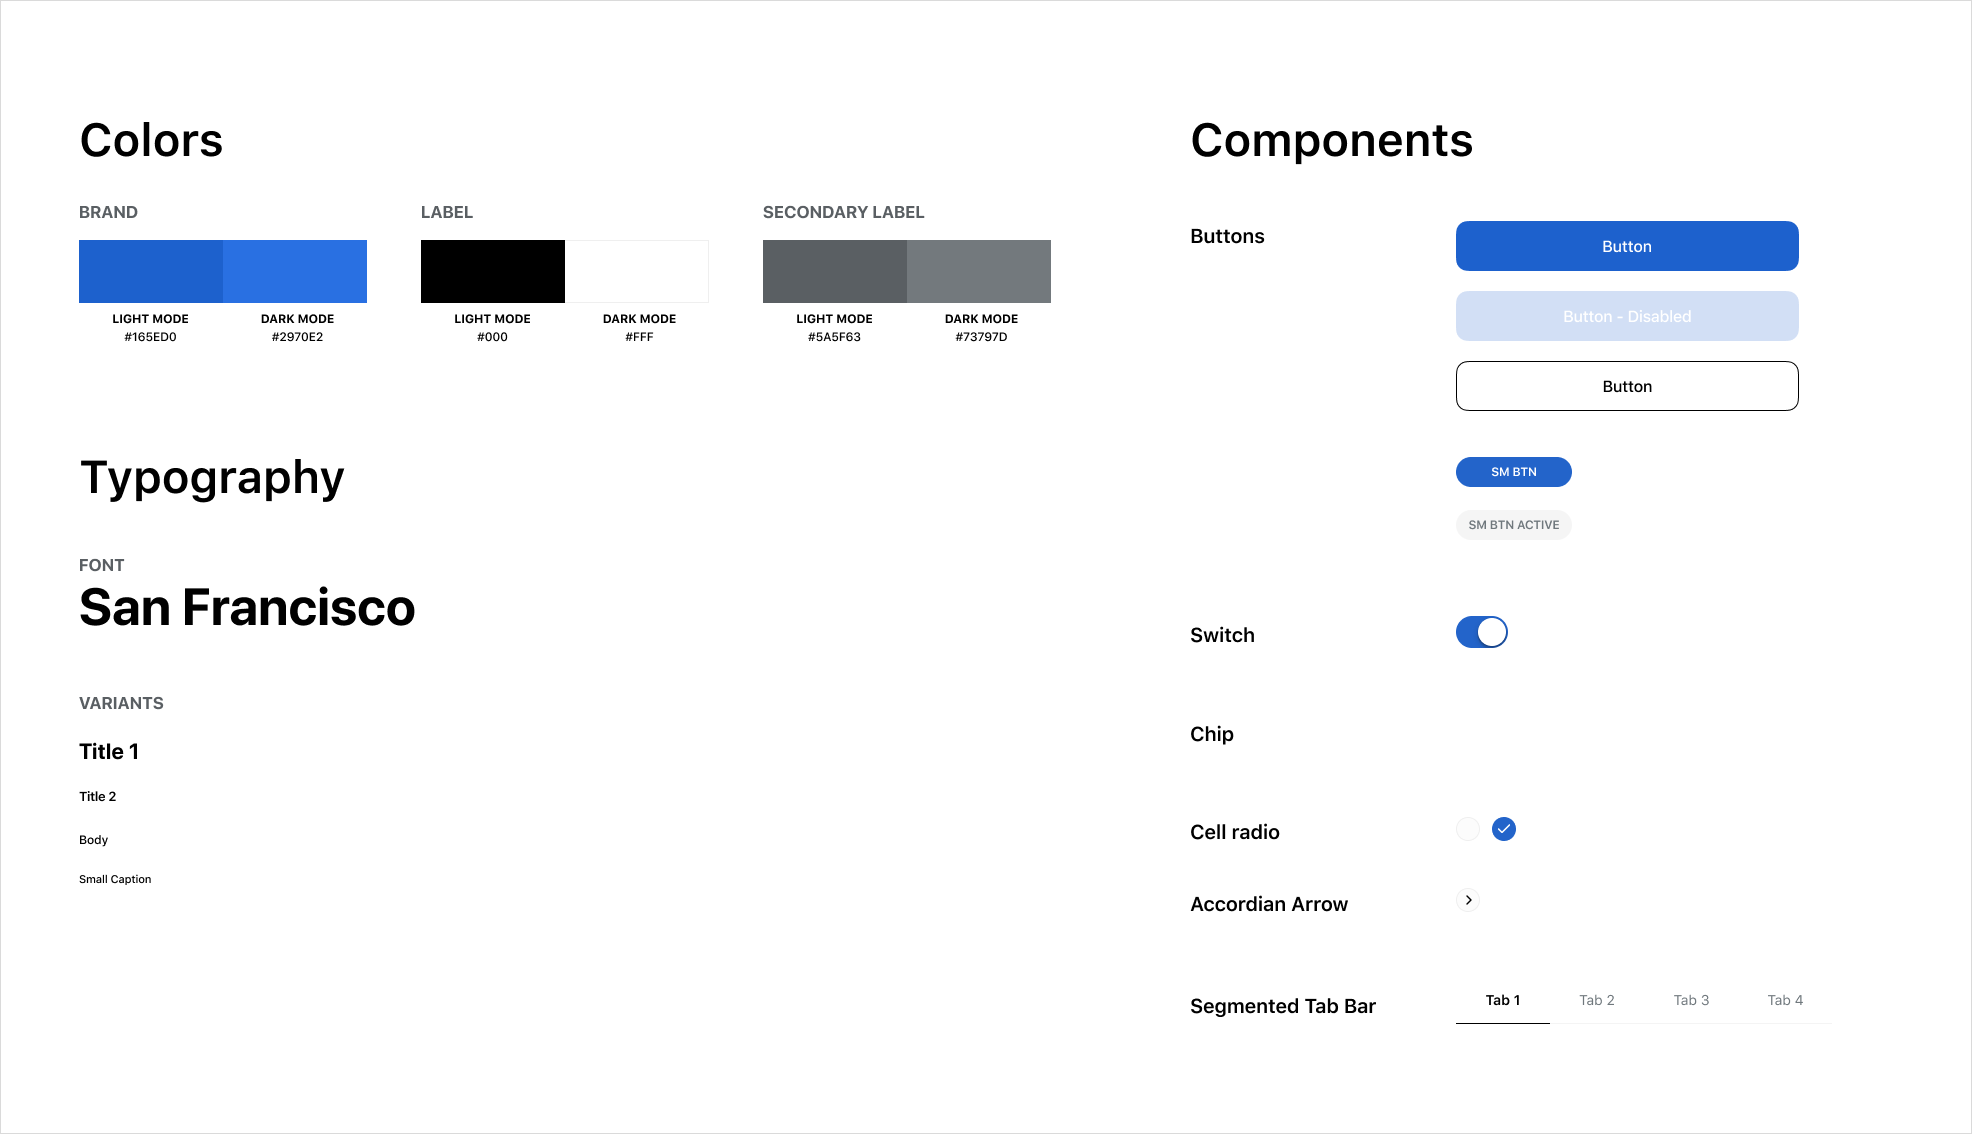 Colors
BRAND
LIGHT MODE
#165ED0
DARK MODE
#2970E2
LABEL
LIGHT MODE
#000
DARK MODE
#FFF
SECONDARY LABEL
LIGHT MODE
#5A5F63
DARK MODE
#73797D
Typography
FONT
San Francisco
VARIANTS
Title 1
Title 2
Body
Small Caption
Components
Buttons
Button
Button - Disabled
Button
SM BTN
SM BTN ACTIVE
Switch
Chip
Cell radio
Accordian Arrow
Segmented Tab Bar
Tab 1
Tab 2
Tab 3
Tab 4